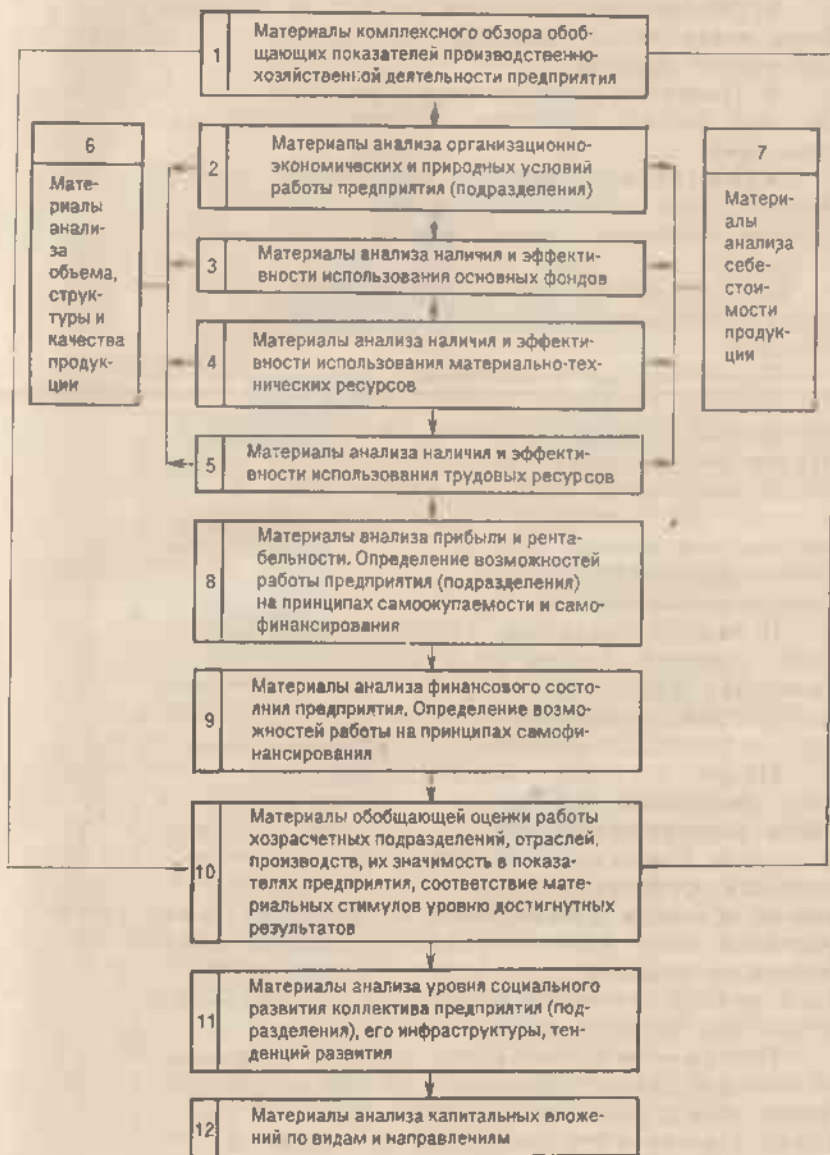 1
Материалы комплексного обзора обоб-
щающих показателей производственно-
хозяйственной деятельности предприятия
6
Мате-
риалы
анали-
за
объема,
струк-
туры и
качества
продук-
ции
2
Материалы анализа организационно-
экономических и природных условий
работы предприятия (подразделения)
7
Матери-
алы
анализа
себе-
стои-
мости
продук-
ции
3
Материалы анализа наличия и эффекти-
вности использования основных фондов
4
Материалы анализа наличия и эффекти-
вности использования материально-тех-
нических ресурсов
5
Материалы анализа наличия и эффекти-
вности использования трудовых ресурсов
8
Материалы анализа прибыли и рента-
бельности. Определение возможностей
работы предприятия (подразделения)
на принципах самоокупаемости и само-
финансирования
9
Материалы анализа финансового состо-
яния предприятия. Определение возмо-
жностей работы на принципах самофи-
нансирования
10
Материалы обобщающей оценки работы
хозрасчетных подразделений, отраслей,
производств, их значимость в показа-
телях предприятия, соответствие мате-
риальных стимулов уровню достигнутых
результатов
11
Материалы анализа уровня социального
развития коллектива предприятия (под-
разделения), его инфраструктуры, тен-
денций развития
12
Материалы анализа капитальных вложе-
ний по видам и направлениям